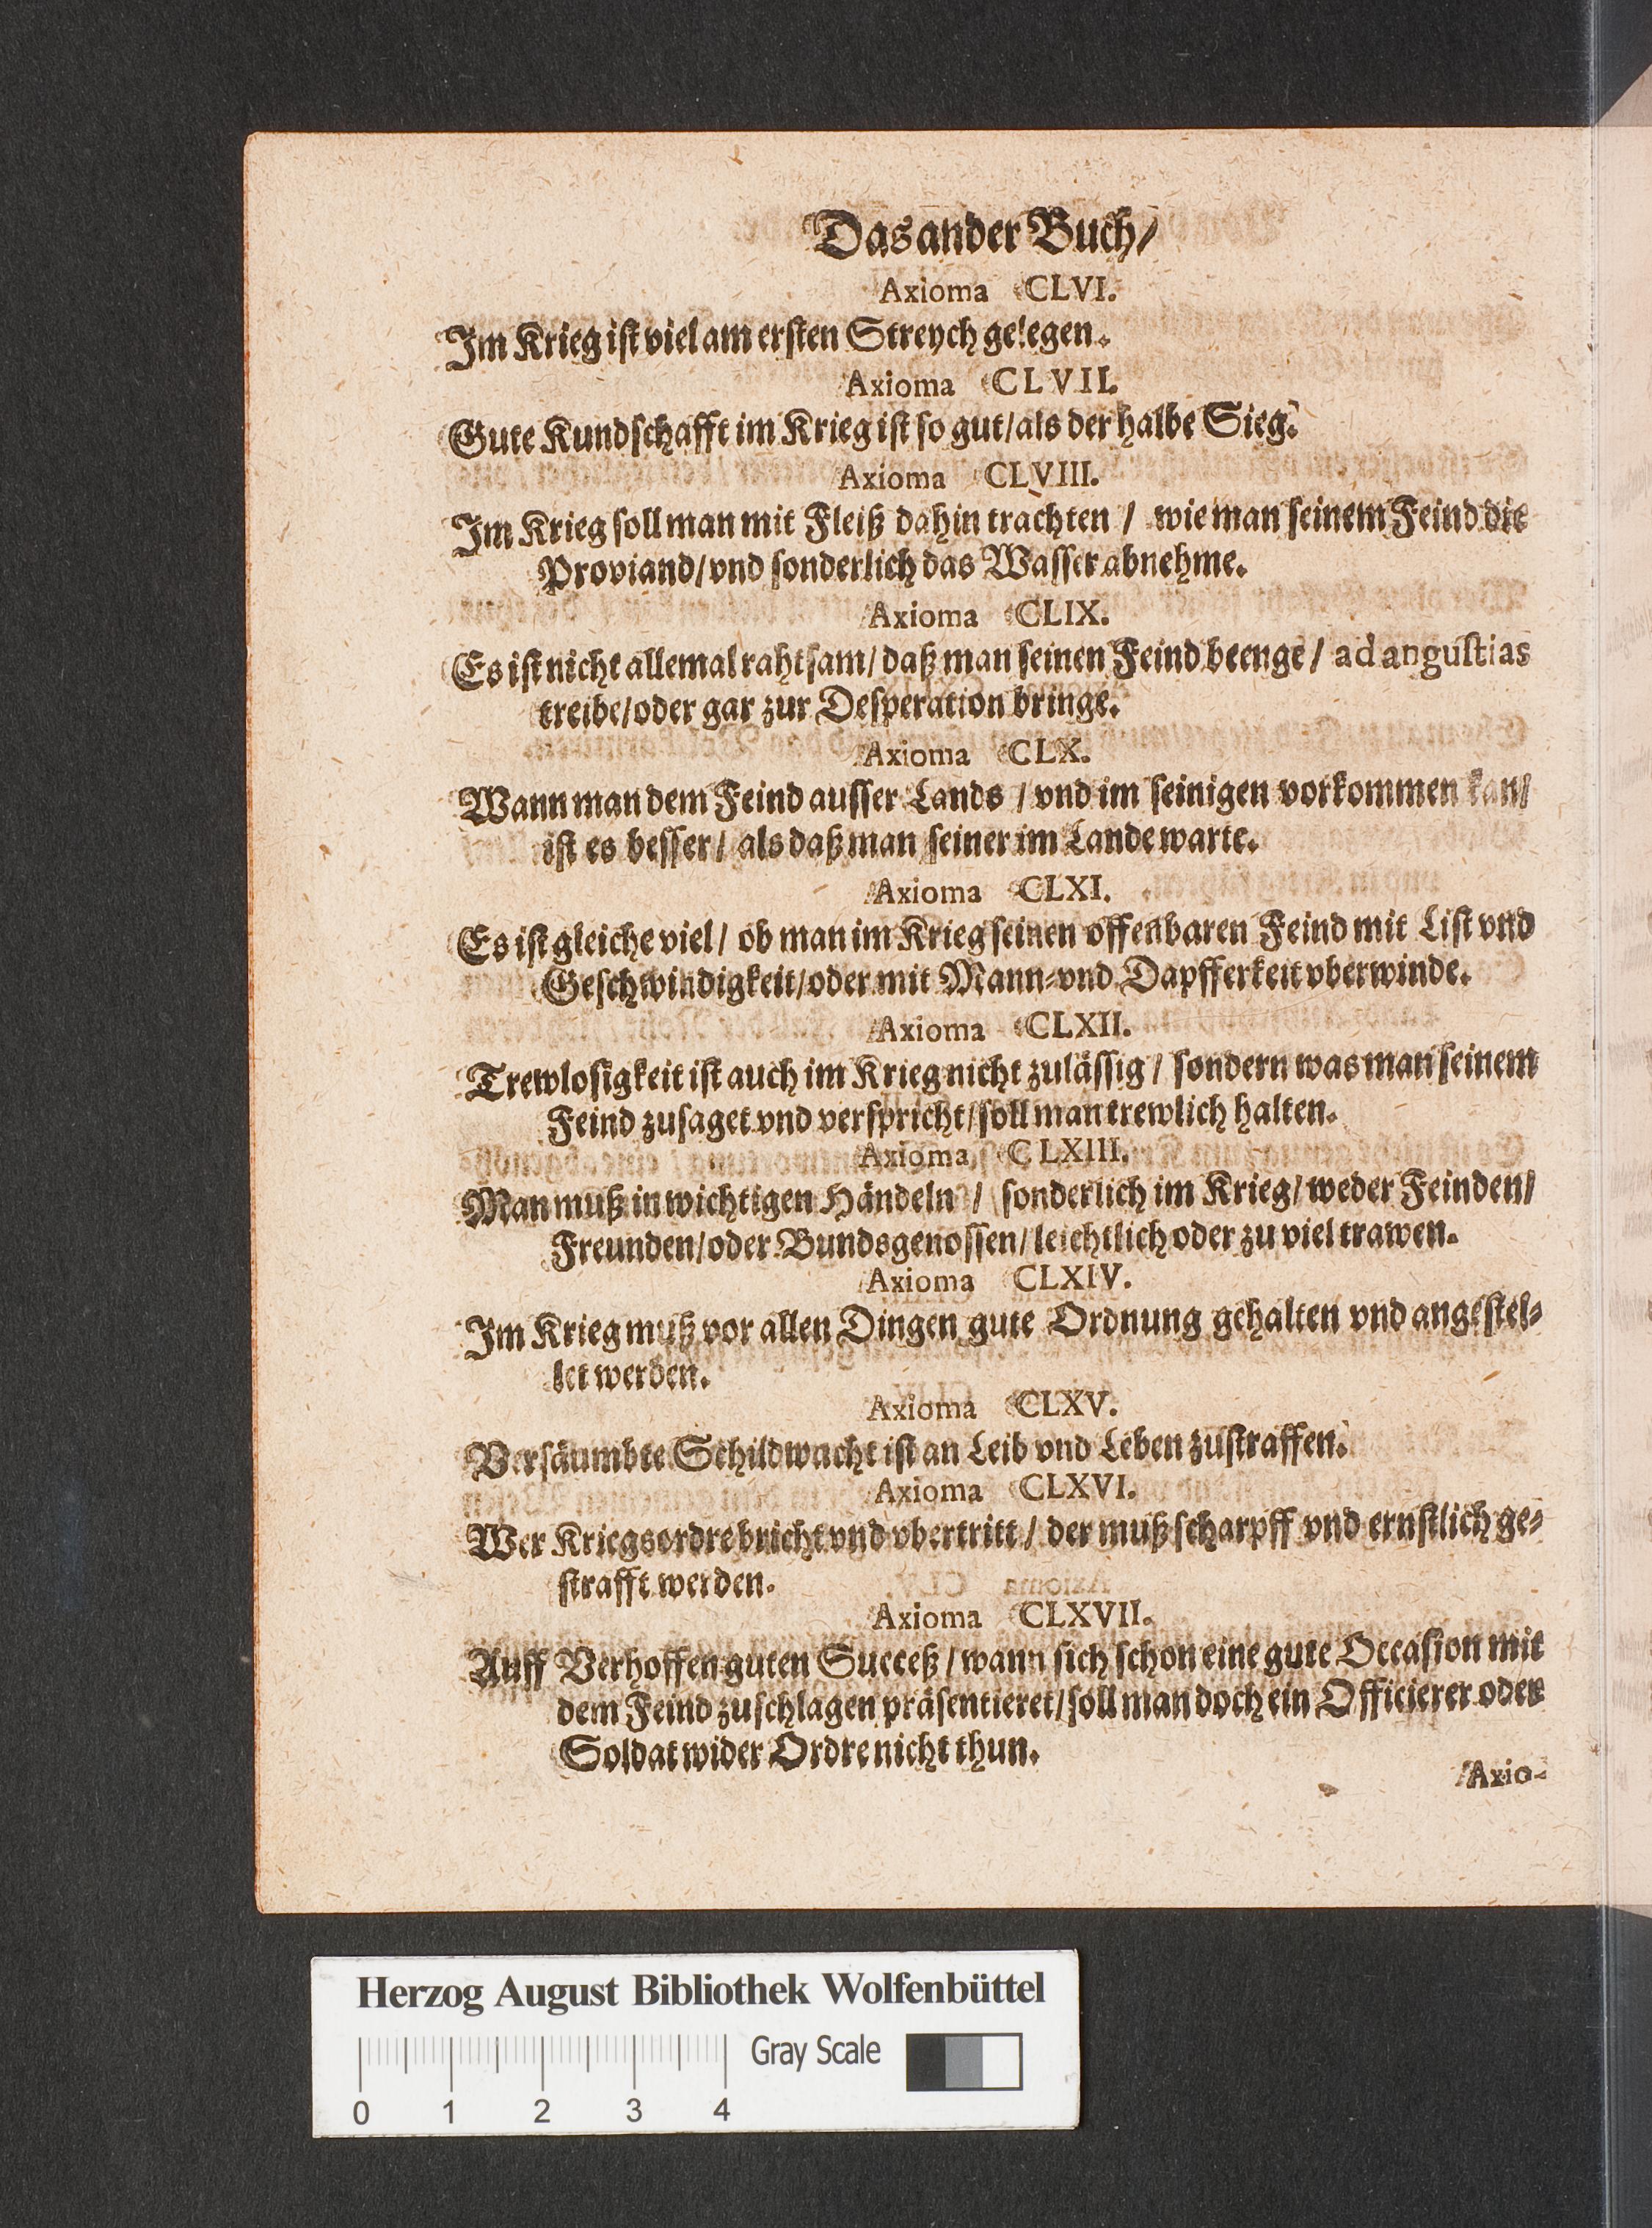 Das ander Buch/
Axioma CLVI.
Im Krieg ist viel am ersten Streych gelegen.
Axioma CLVII.
Gute Kundschafft im Krieg ist so gut/als der halbe Sieg.
Axioma CLVIII.
Im Krieg soll man mit Fleiß dahin trachten / wie man seinem Feind die
Proviand/vnd sonderlich das Wasser abnehme.
Axioma CLIX.
Es ist nicht allemal rahtsam/ daß man seinen Feind beenge / ad angustias
treibe/oder gar zur Desperation bringe.
Axioma CLX.
Wann man dem Feind ausser Lands / vnd im seinigen vorkommen kan/
ist es besser / als daß man seiner im Lande warte.
Axioma CLXI.
Es ist gleiche viel / ob man im Krieg seinen offenbaren Feind mit List vnd
Geschwindigkeit/oder mit Mann-vnd Dapfferkeit vberwinde.
Axioma CLXII.
Trewlosigkeit ist auch im Krieg nicht zulässig / sondern was man seinem
Feind zusaget vnd verspricht/soll man trewlich halten.
Axioma CLXIII.
Man muß in wichtigen Händeln / sonderlich im Krieg/ weder Feinden/
Freunden/oder Bundsgenossen/ leichtlich oder zu viel trawen.
Axioma CLXIV.
Im Krieg muß vor allen Dingen gute Ordnung gehalten vnd angestel-
let werden.
Axioma CLXV.
Versäumbte Schildwacht ist an Leib vnd Leben zustraffen.
Axioma CLXVI.
Wer Kriegsordre bricht vnd vbertritt / der muß scharpff vnd ernstlich ge-
strafft werden.
Axioma CLXVII.
Auff Verhoffen guten Succeß / wann sich schon eine gute Occasion mit
dem Feind zuschlagen präsentieret/soll man doch ein Officierer oder
Soldat wider Ordre nicht thun.
Axio-
Herzog August Bibliothek Wolfenbüttel
Gray Scale
0 1 2 3 4